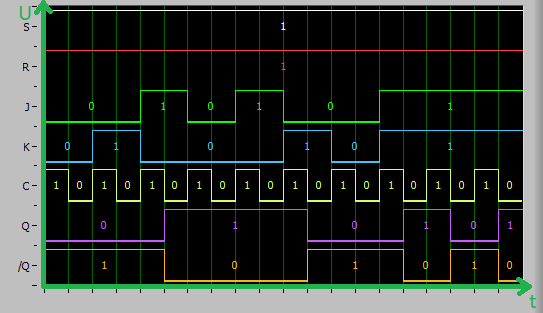 U
S 1
R 1
J 0 1 0 1 0 1
K 0 1 0 1 0 1
C 1 0 1 0 1 0 1 0 1 0 1 0 1 0 1 0 1 0 1 0
Q 0 1 0 1 0 1
/Q 1 0 1 0 1 0
t